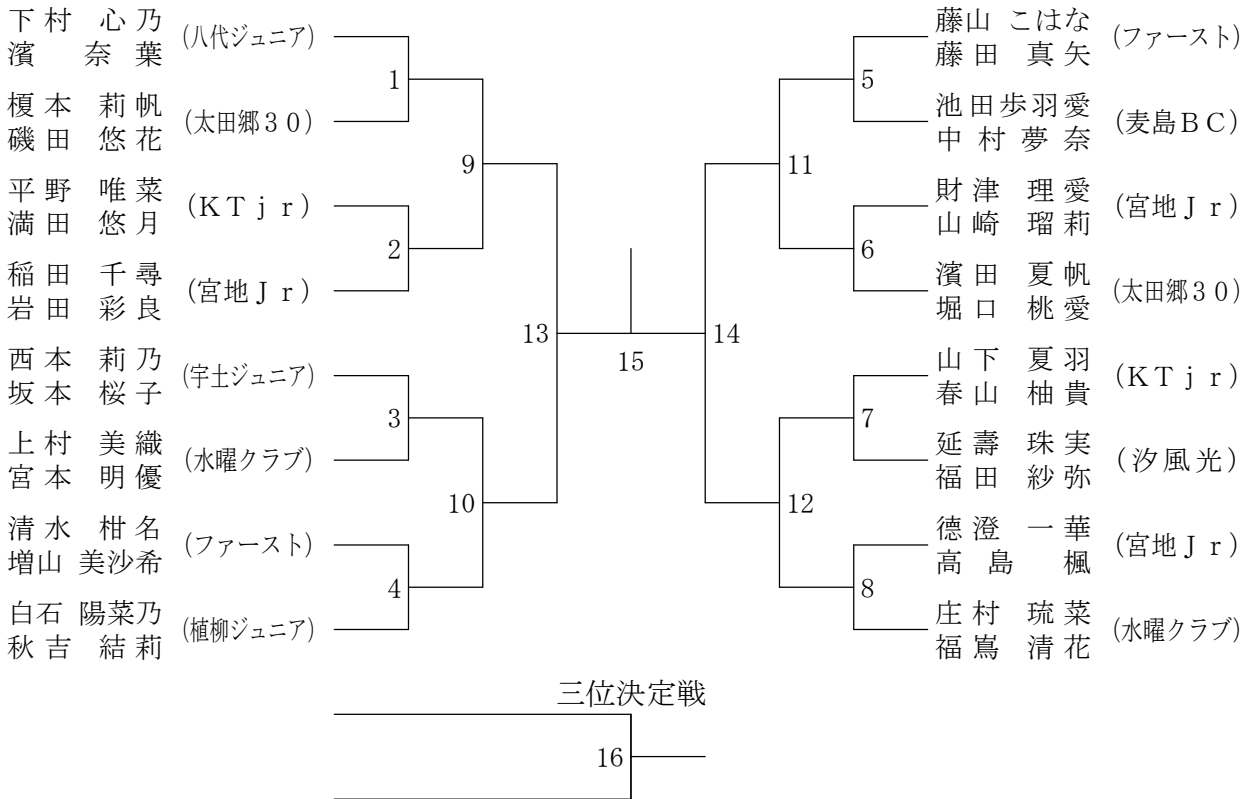 下村 心乃
濱 奈葉
(八代ジュニア)
榎本 莉帆
磯田 悠花
(太田郷30)
平野 唯菜
満田 悠月
(KTjr)
稲田 千尋
岩田 彩良
(宮地Jr)
西本 莉乃
坂本 桜子
(宇土ジュニア)
上村 美織
宮本 明優
(水曜クラブ)
清水 柑名
増山 美沙希
(ファースト)
白石 陽菜乃
秋吉 結莉
(植柳ジュニア)
1
2
3
4
9
10
13
15
14
11
12
5
6
7
8
藤山 こはな
藤田 真矢
(ファースト)
池田歩羽愛
中村夢奈
(麦島BC)
財津 理愛
山崎 瑠莉
(宮地Jr)
濱田 夏帆
堀口 桃愛
(太田郷30)
山下 夏羽
春山 柚貴
(KTjr)
延壽 珠実
福田 紗弥
(汐風光)
德澄 一華
高島 楓
(宮地Jr)
庄村 琉菜
福嶌 清花
(水曜クラブ)
三位決定戦
16